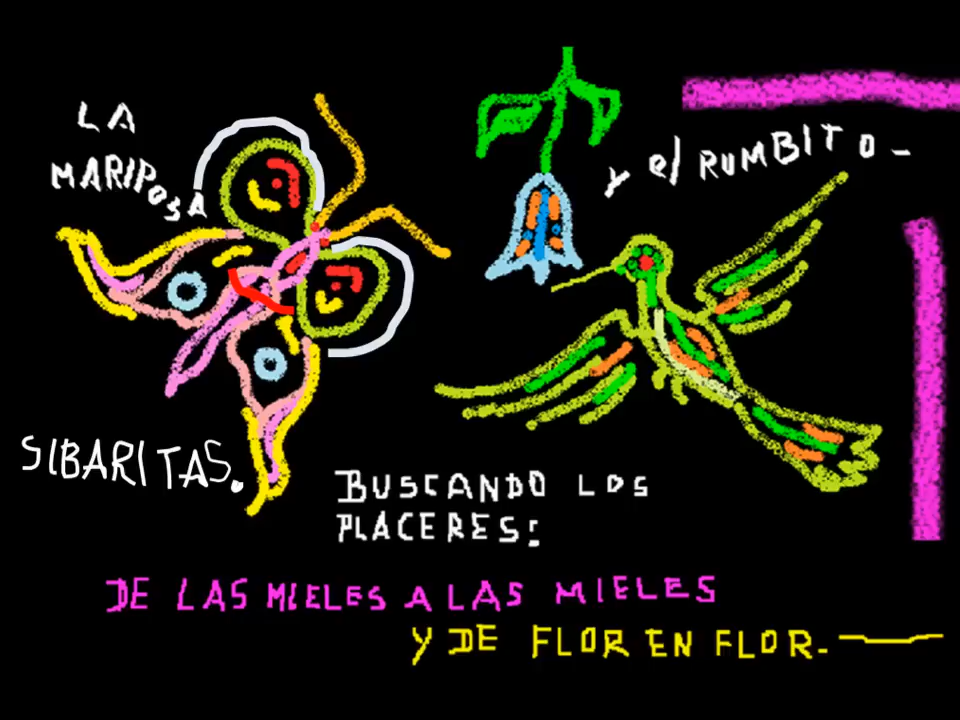 LA
MARIPOSA
y el RUMBITO-
SIBARITAS.
BUSCANDO LOS
PLACERES:
DE LAS MIELES A LAS MIELES
Y DE FLOR EN FLOR.-